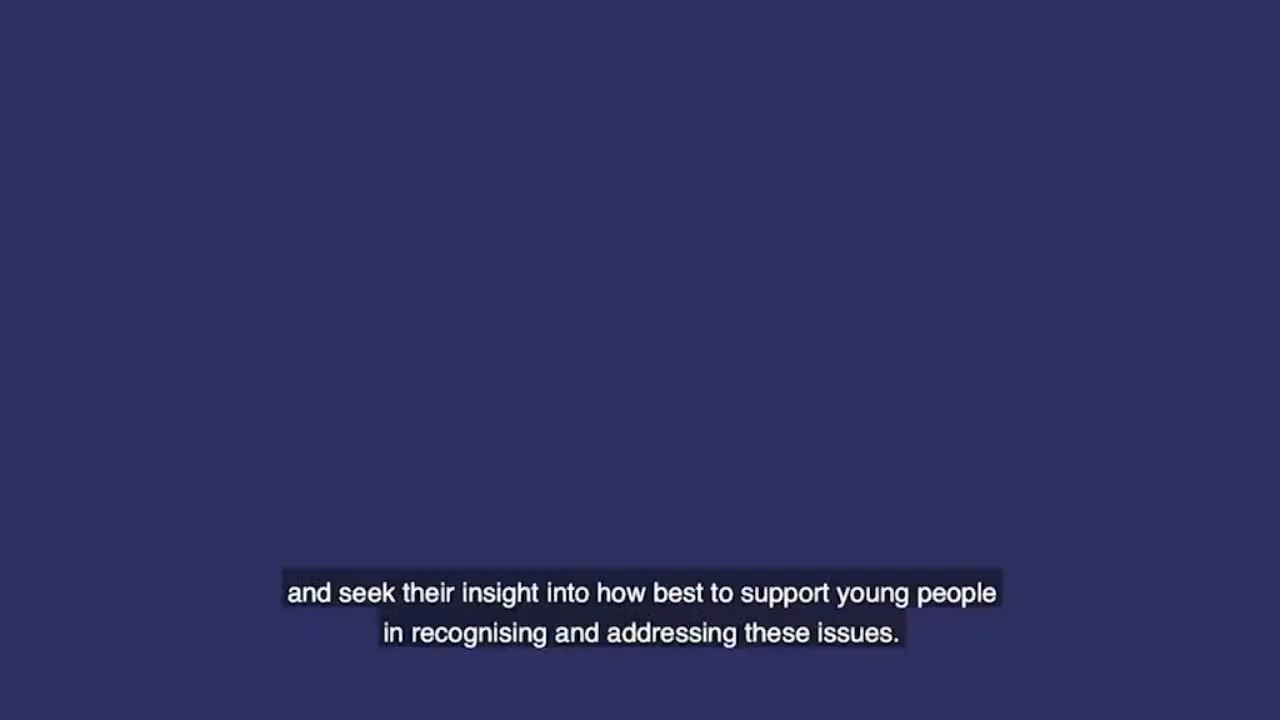 and seek their insight into how best to support young people
in recognising and addressing these issues.